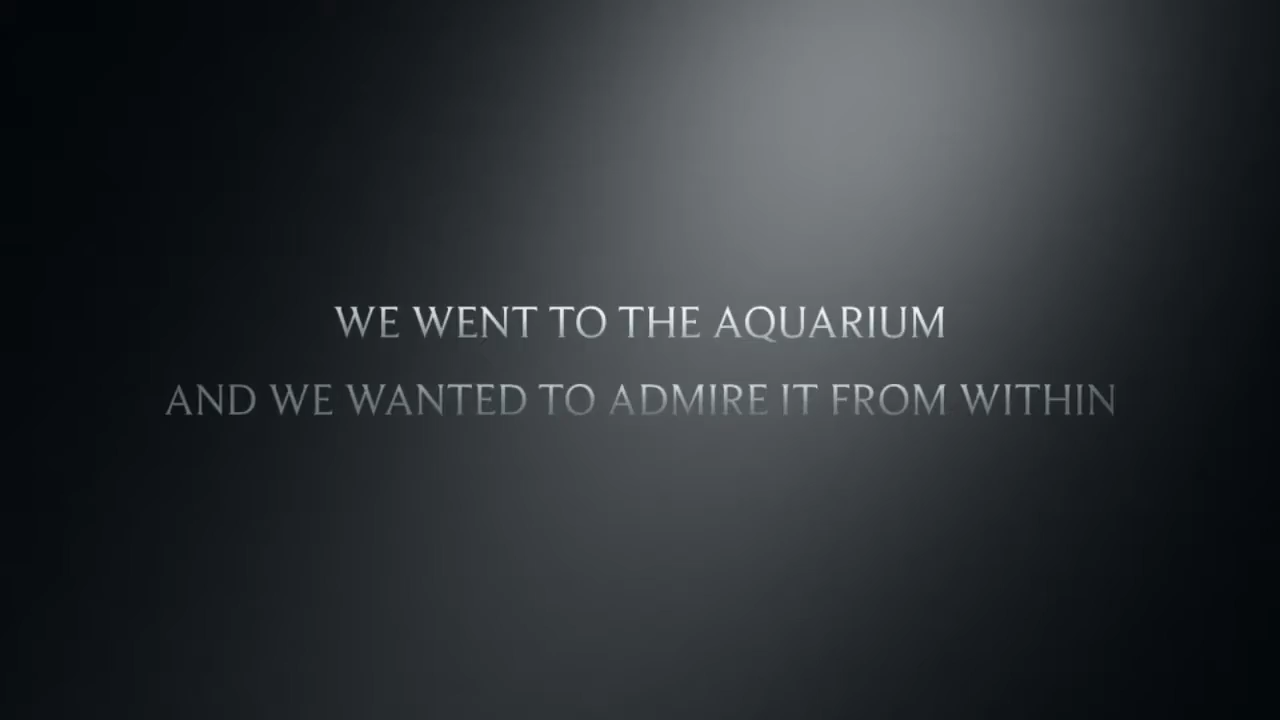 WE WENT TO THE AQUARIUM
AND WE WANTED TO ADMIRE IT FROM WITHIN